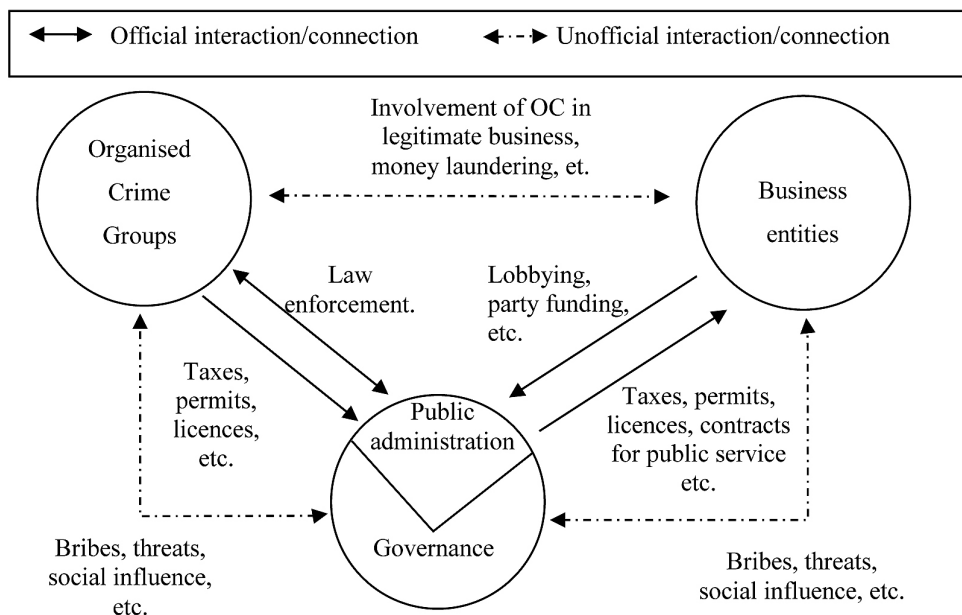 Official interaction/connection
Unofficial interaction/connection
Involvement of OC in
legitimate business,
money laundering, et.
Organised
Crime
Groups
Business
entities
Law
enforcement.
Lobbying,
party funding,
etc.
Taxes,
permits,
licences,
etc.
Public
administration
Taxes, permits,
licences, contracts
for public service
etc.
Governance
Bribes, threats,
social influence,
etc.
Bribes, threats,
social influence, etc.